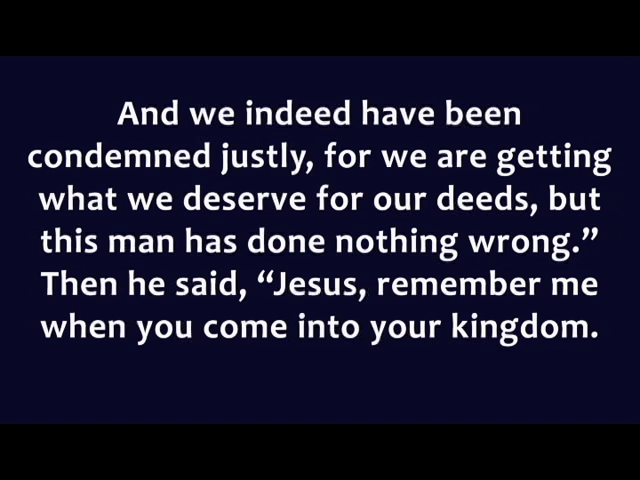 And we indeed have been
condemned justly, for we are getting
what we deserve for our deeds, but
this man has done nothing wrong.”
Then he said, “Jesus, remember me
when you come into your kingdom.